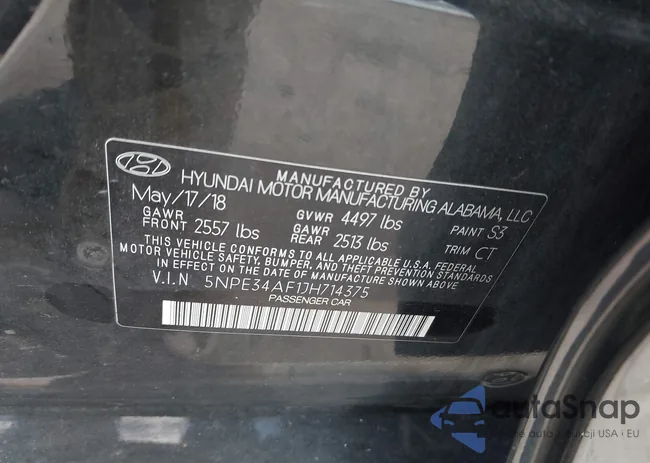 MANUFACTURED BY
HYUNDAI MOTOR MANUFACTURING ALABAMA, LLC
May/17/18 GVWR 4497 lbs PAINT S3
GAWR FRONT 2557 lbs GAWR REAR 2513 lbs TRIM CT
THIS VEHICLE CONFORMS TO ALL APPLICABLE U.S.A. FEDERAL
MOTOR VEHICLE SAFETY, BUMPER, AND THEFT PREVENTION STANDARDS
IN EFFECT ON THE DATE OF MANUFACTURE SHOWN ABOVE.
V.I.N 5NPE34AF1JH714375
PASSENGER CAR
autoSnap
USA i EU